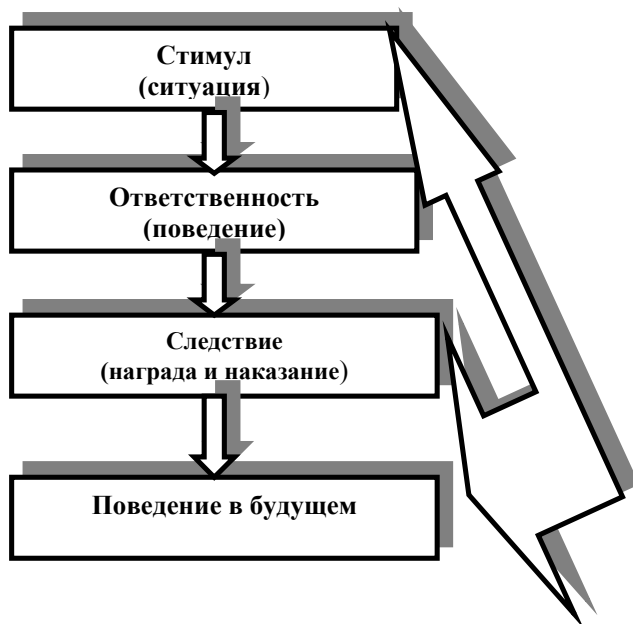 Стимул
(ситуация)
Ответственность
(поведение)
Следствие
(награда и наказание)
Поведение в будущем